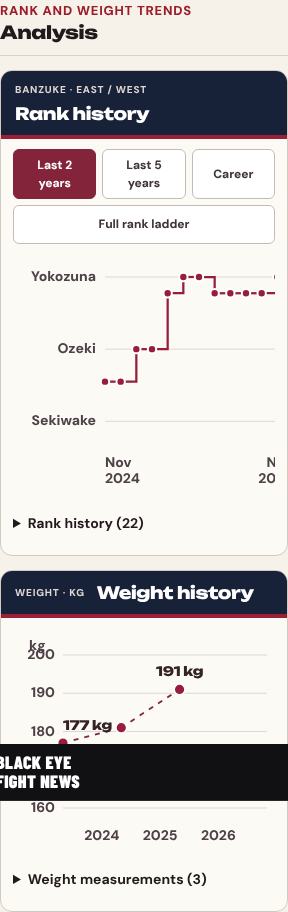 RANK AND WEIGHT TRENDS
Analysis
BANZUKE · EAST / WEST
Rank history
Last 2
years
Last 5
years
Career
Full rank ladder
Yokozuna
Ozeki
Sekiwake
Nov
2024
N
20
▶ Rank history (22)
WEIGHT · KG Weight history
kg
200
191 kg
190
177 kg
180
BLACK EYE
FIGHT NEWS
160
2024 2025 2026
▶ Weight measurements (3)